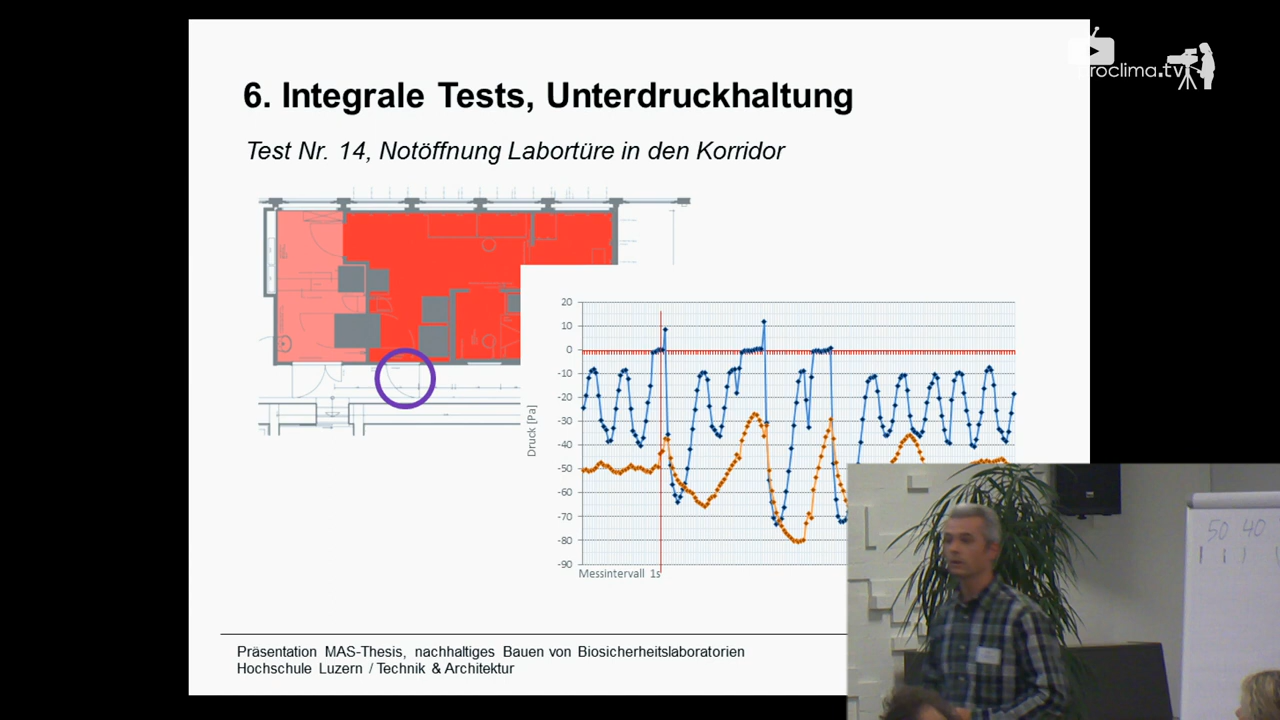 6. Integrale Tests, Unterdruckhaltung
Test Nr. 14, Notöffnung Labortüre in den Korridor
proclima.tv
20
10
0
-10
-20
-30
-40
-50
-60
-70
-80
-90
Druck [Pa]
Messintervall 1s
50 40
Präsentation MAS-Thesis, nachhaltiges Bauen von Biosicherheitslaboratorien
Hochschule Luzern / Technik & Architektur